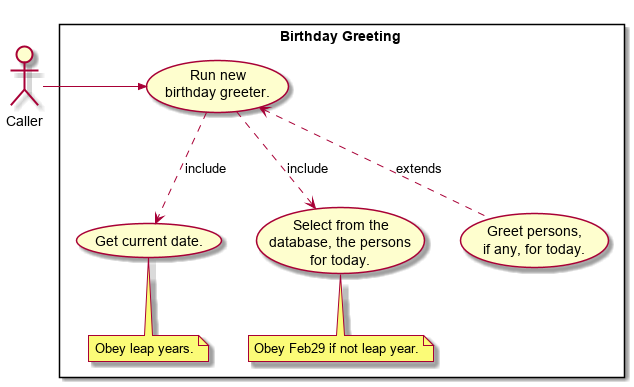 Birthday Greeting
Run new
birthday greeter.
Caller
include
include
extends
Get current date.
Select from the
database, the persons
for today.
Greet persons,
if any, for today.
Obey leap years.
Obey Feb29 if not leap year.